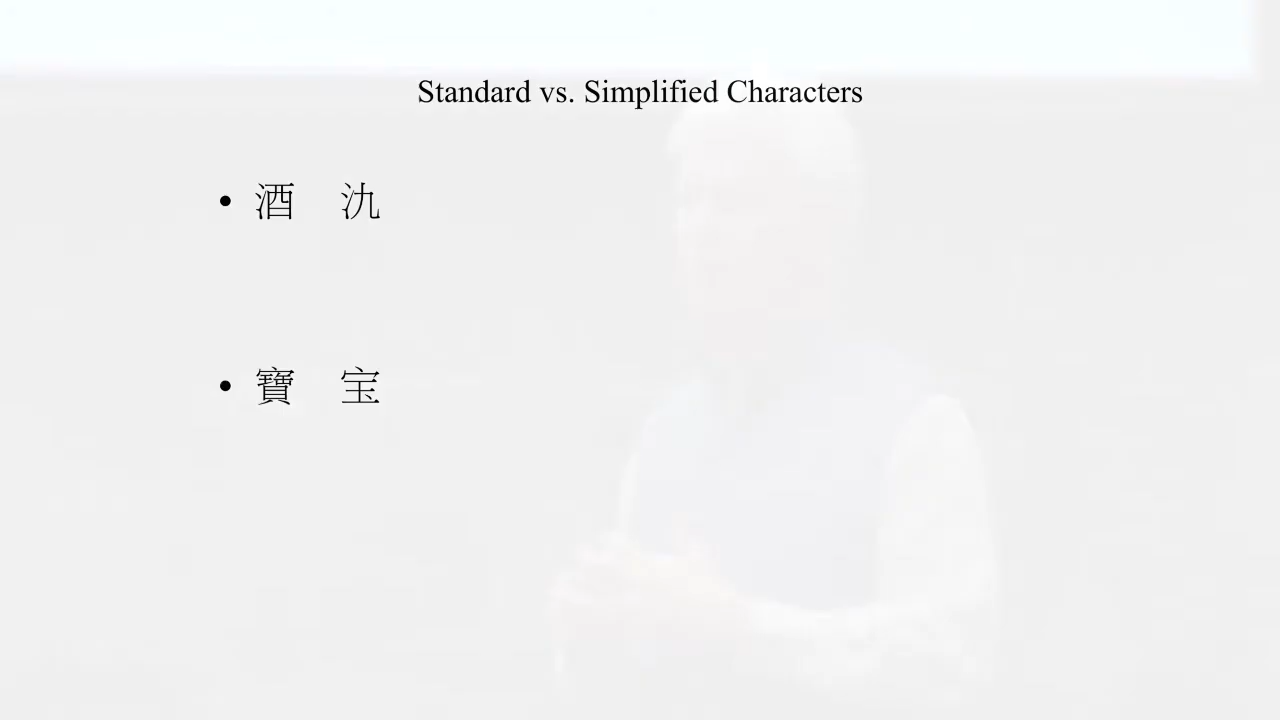 Standard vs. Simplified Characters
• 酒 氿
• 寶 宝